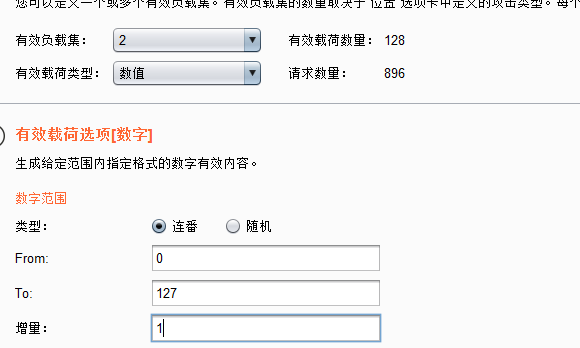 您可以定义一个或多个有效负载集。有效负载集的数量取决于"位置"选项卡中定义的攻击类型。每个
有效负载集： 2 有效载荷数量： 128
有效载荷类型： 数值 请求数量： 896
有效载荷选项[数字]
生成给定范围内指定格式的数字有效内容。
数字范围
类型： 连番 随机
From: 0
To: 127
增量： 1